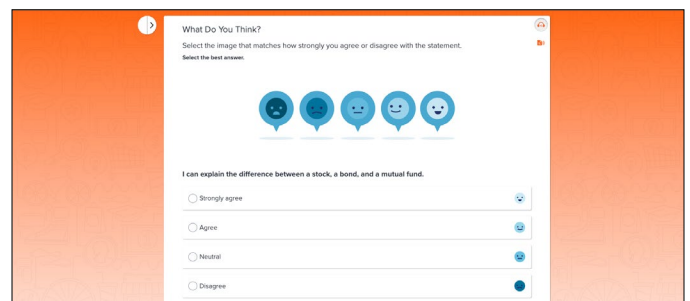 What Do You Think?
Select the image that matches how strongly you agree or disagree with the statement.
Select the best answer.
I can explain the difference between a stock, a bond, and a mutual fund.
Strongly agree
Agree
Neutral
Disagree